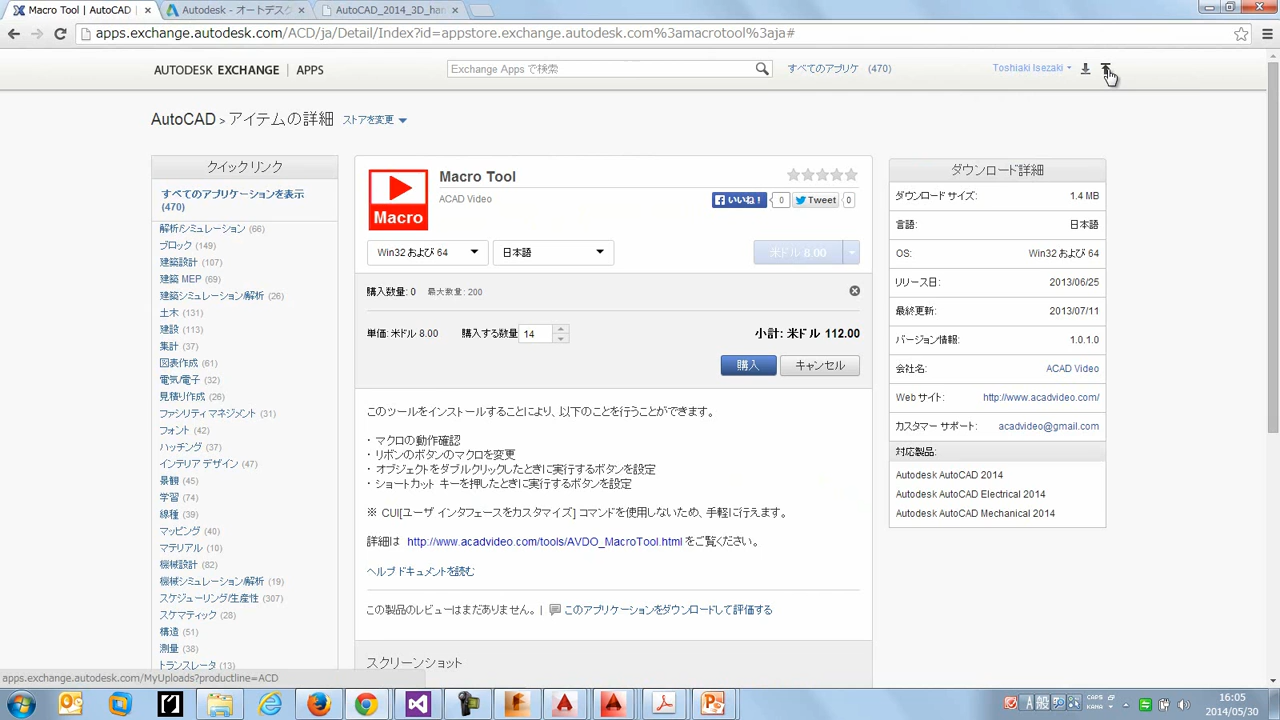 Macro Tool | AutoCAD
Autodesk - オートデスク
AutoCAD_2014_3D_han
apps.exchange.autodesk.com/ACD/ja/Detail/Index?id=appstore.exchange.autodesk.com%3amacrotool%3aja#
AUTODESK EXCHANGE | APPS
Exchange Apps で検索
すべてのアプリケ (470)
Toshiaki Isezaki
AutoCAD > アイテムの詳細 ストアを変更
クイック リンク
すべてのアプリケーションを表示
(470)
解析/シミュレーション (66)
ブロック (149)
建築設計 (107)
建築 MEP (69)
建築シミュレーション/解析 (26)
土木 (131)
建設 (113)
集計 (37)
図表作成 (61)
電気/電子 (32)
見積り作成 (26)
ファシリティ マネジメント (31)
フォント (42)
ハッチング (37)
インテリア デザイン (47)
景観 (45)
学習 (74)
線種 (39)
マッピング (40)
マテリアル (10)
機械設計 (82)
機械シミュレーション/解析 (19)
スケジューリング/生産性 (307)
スケマティック (28)
構造 (51)
測量 (38)
トランスレータ (13)
Macro
Macro Tool
ACAD Video
いいね！ 0 Tweet 0
Win32 および 64
日本語
米ドル:8.00
購入数量: 0 最大数量: 200
単価: 米ドル 8.00 購入する数量 14 小計: 米ドル 112.00
購入 キャンセル
このツールをインストールすることにより、以下のことを行うことができます。
・ マクロの動作確認
・ リボンのボタンのマクロを変更
・ オブジェクトをダブルクリックしたときに実行するボタンを設定
・ ショートカット キーを押したときに実行するボタンを設定
※ CUI[ユーザ インタフェースをカスタマイズ] コマンドを使用しないため、手軽に行えます。
詳細は http://www.acadvideo.com/tools/AVDO_MacroTool.html をご覧ください。
ヘルプ ドキュメントを読む
この製品のレビューはまだありません。 | このアプリケーションをダウンロードして評価する
スクリーンショット
ダウンロード詳細
ダウンロード サイズ: 1.4 MB
言語: 日本語
OS: Win32 および 64
リリース日: 2013/06/25
最終更新: 2013/07/11
バージョン情報: 1.0.1.0
会社名: ACAD Video
Web サイト: http://www.acadvideo.com/
カスタマー サポート: acadvideo@gmail.com
対応製品:
Autodesk AutoCAD 2014
Autodesk AutoCAD Electrical 2014
Autodesk AutoCAD Mechanical 2014
apps.exchange.autodesk.com/MyUploads?productline=ACD
A 般
CAPS
KANA
16:05
2014/05/30